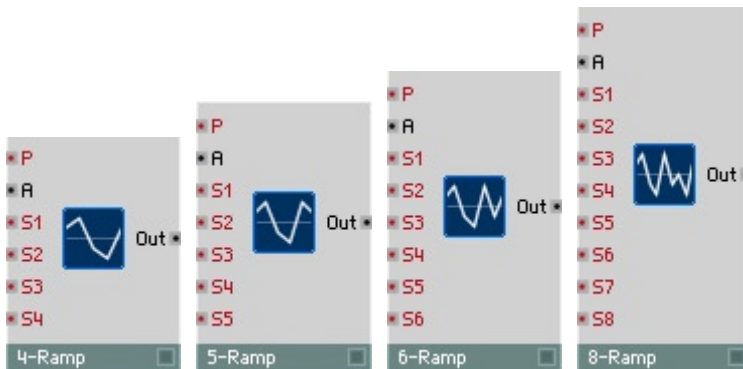 P
A
S1
S2
S3
S4
Out
4-Ramp
P
A
S1
S2
S3
S4
S5
Out
5-Ramp
P
A
S1
S2
S3
S4
S5
S6
Out
6-Ramp
P
A
S1
S2
S3
S4
S5
S6
S7
S8
Out
8-Ramp